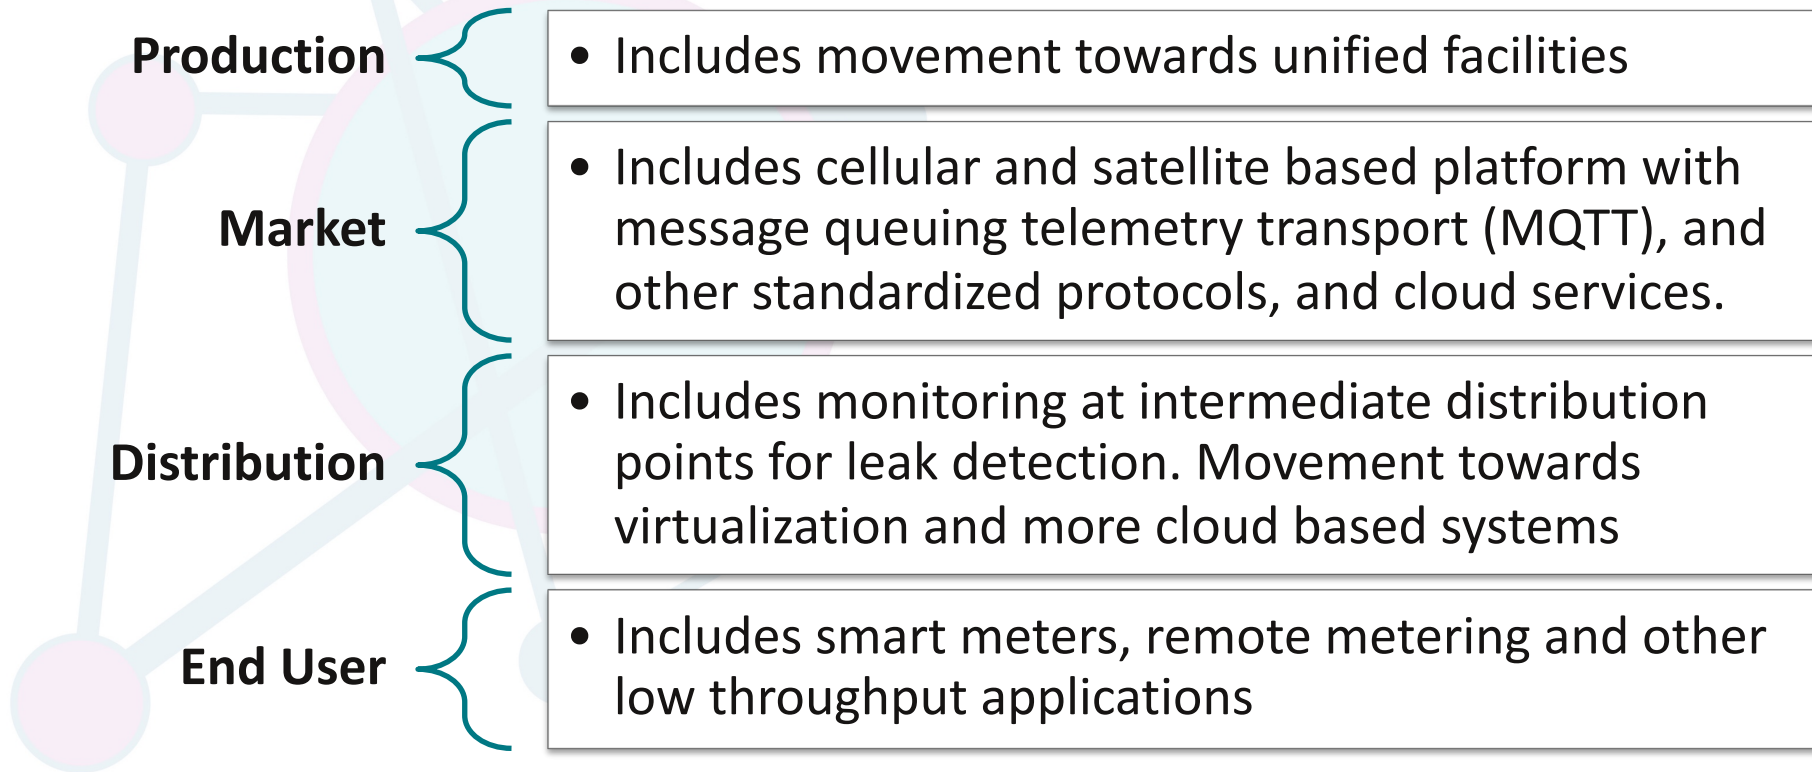 Production
• Includes movement towards unified facilities
Market
• Includes cellular and satellite based platform with
message queuing telemetry transport (MQTT), and
other standardized protocols, and cloud services.
Distribution
• Includes monitoring at intermediate distribution
points for leak detection. Movement towards
virtualization and more cloud based systems
End User
• Includes smart meters, remote metering and other
low throughput applications